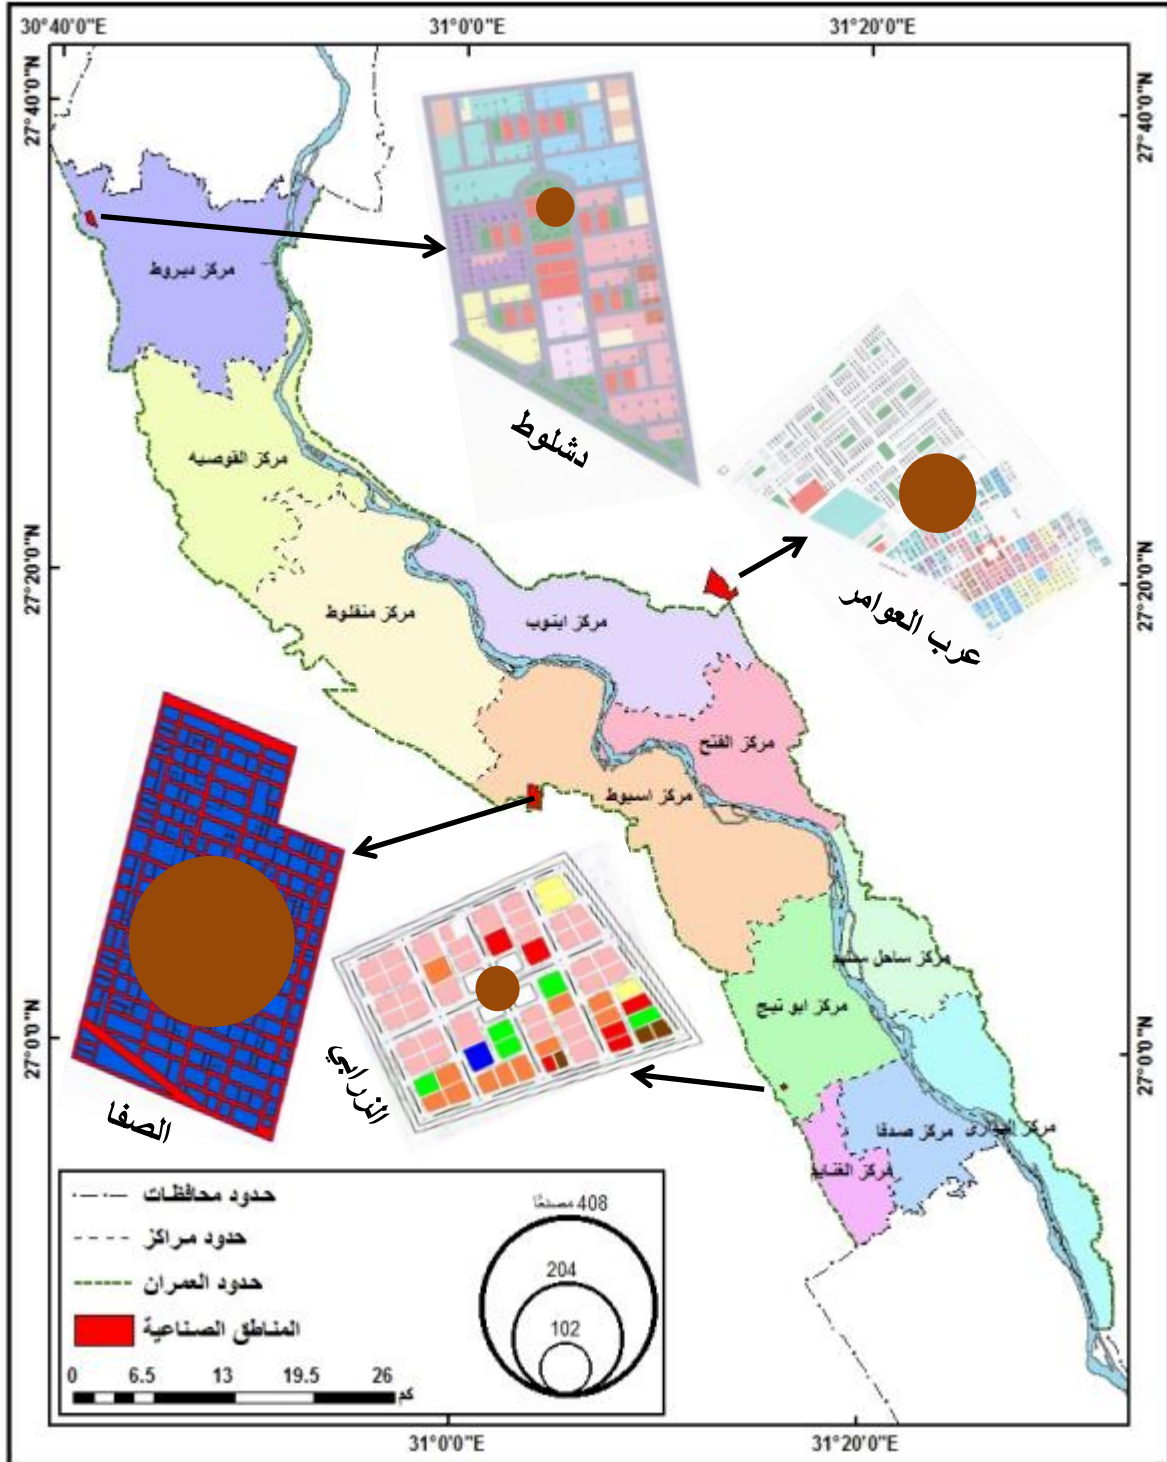 30°40'0"E
31°0'0"E
31°20'0"E
27°40'0"N
27°40'0"N
مركز ديروط
دشلوط
مركز القوصيه
عرب العوامر
27°20'0"N
27°20'0"N
مركز منفلوط
مركز ابنوب
مركز الفتح
مركز اسيوط
مركز ابو تيج
الزرابي
الصفا
27°0'0"N
27°0'0"N
مركز صدفا
مركز الغنايم
حدود محافظات
حدود مراكز
حدود العمران
المناطق الصناعية
0 6.5 13 19.5 26
كم
408 مصنعًا
204
102
31°0'0"E
31°20'0"E